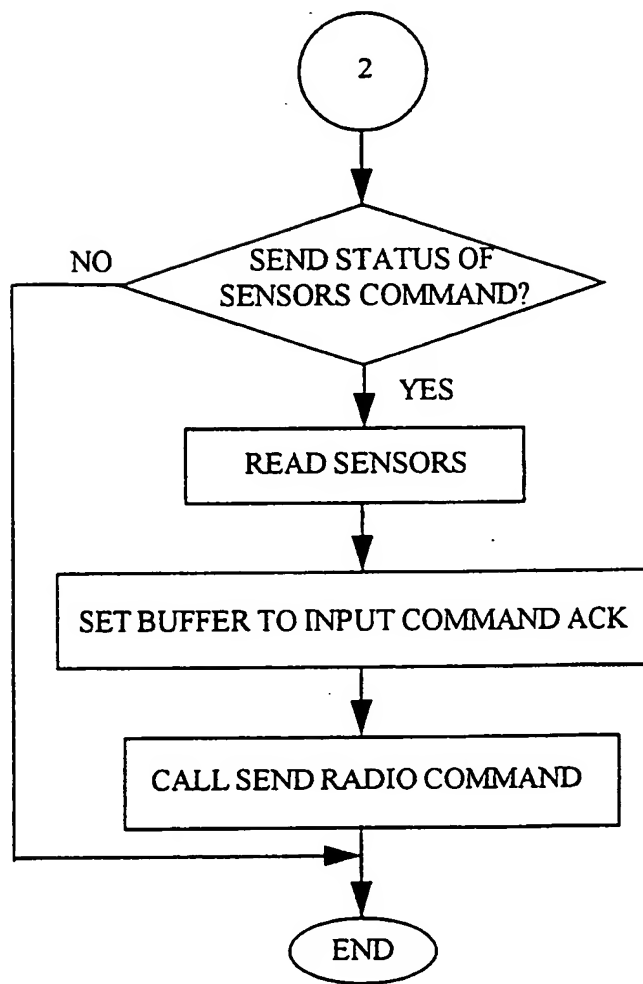 2
NO
SEND STATUS OF
SENSORS COMMAND?
YES
READ SENSORS
SET BUFFER TO INPUT COMMAND ACK
CALL SEND RADIO COMMAND
END